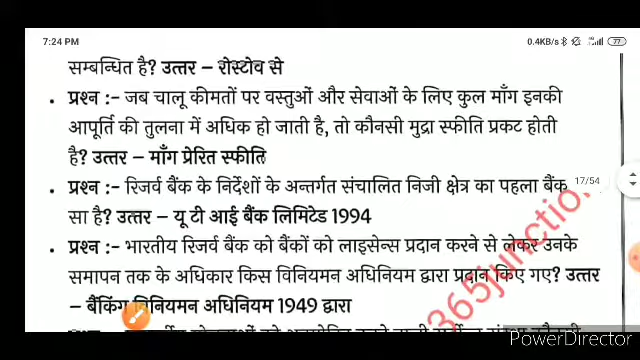 7:24 PM
0.4KB/s
77
सम्बन्धित है? उत्तर – रोस्टोव से
• प्रश्न :- जब चालू कीमतों पर वस्तुओं और सेवाओं के लिए कुल माँग इनकी
आपूर्ति की तुलना में अधिक हो जाती है, तो कौनसी मुद्रा स्फीति प्रकट होती
है? उत्तर – माँग प्रेरित स्फीति
• प्रश्न :- रिजर्व बैंक के निर्देशों के अन्तर्गत संचालित निजी क्षेत्र का पहला बैंक
17/54
सा है? उत्तर – यू टी आई बैंक लिमिटेड 1994
• प्रश्न :- भारतीय रिजर्व बैंक को बैंकों को लाइसेन्स प्रदान करने से लेकर उनके
समापन तक के अधिकार किस विनियमन अधिनियम द्वारा प्रदान किए गए? उत्तर
– बैंकिंग विनियमन अधिनियम 1949 द्वारा
365junction
PowerDirector